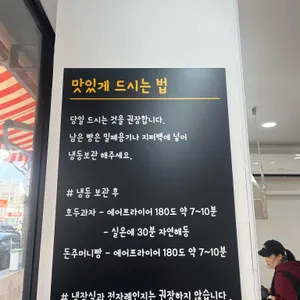 맛있게 드시는 법
당일 드시는 것을 권장합니다.
남은 빵은 밀폐용기나 지퍼백에 넣어
냉동보관 해주세요.
# 냉동 보관 후
호두과자 - 에어프라이어 180도 약 7~10분
- 실온에 30분 자연해동
돈주머니빵 - 에어프라이어 180도 약 7~10분
# 냉장실과 전자레인지는 권장하지 않습니다.